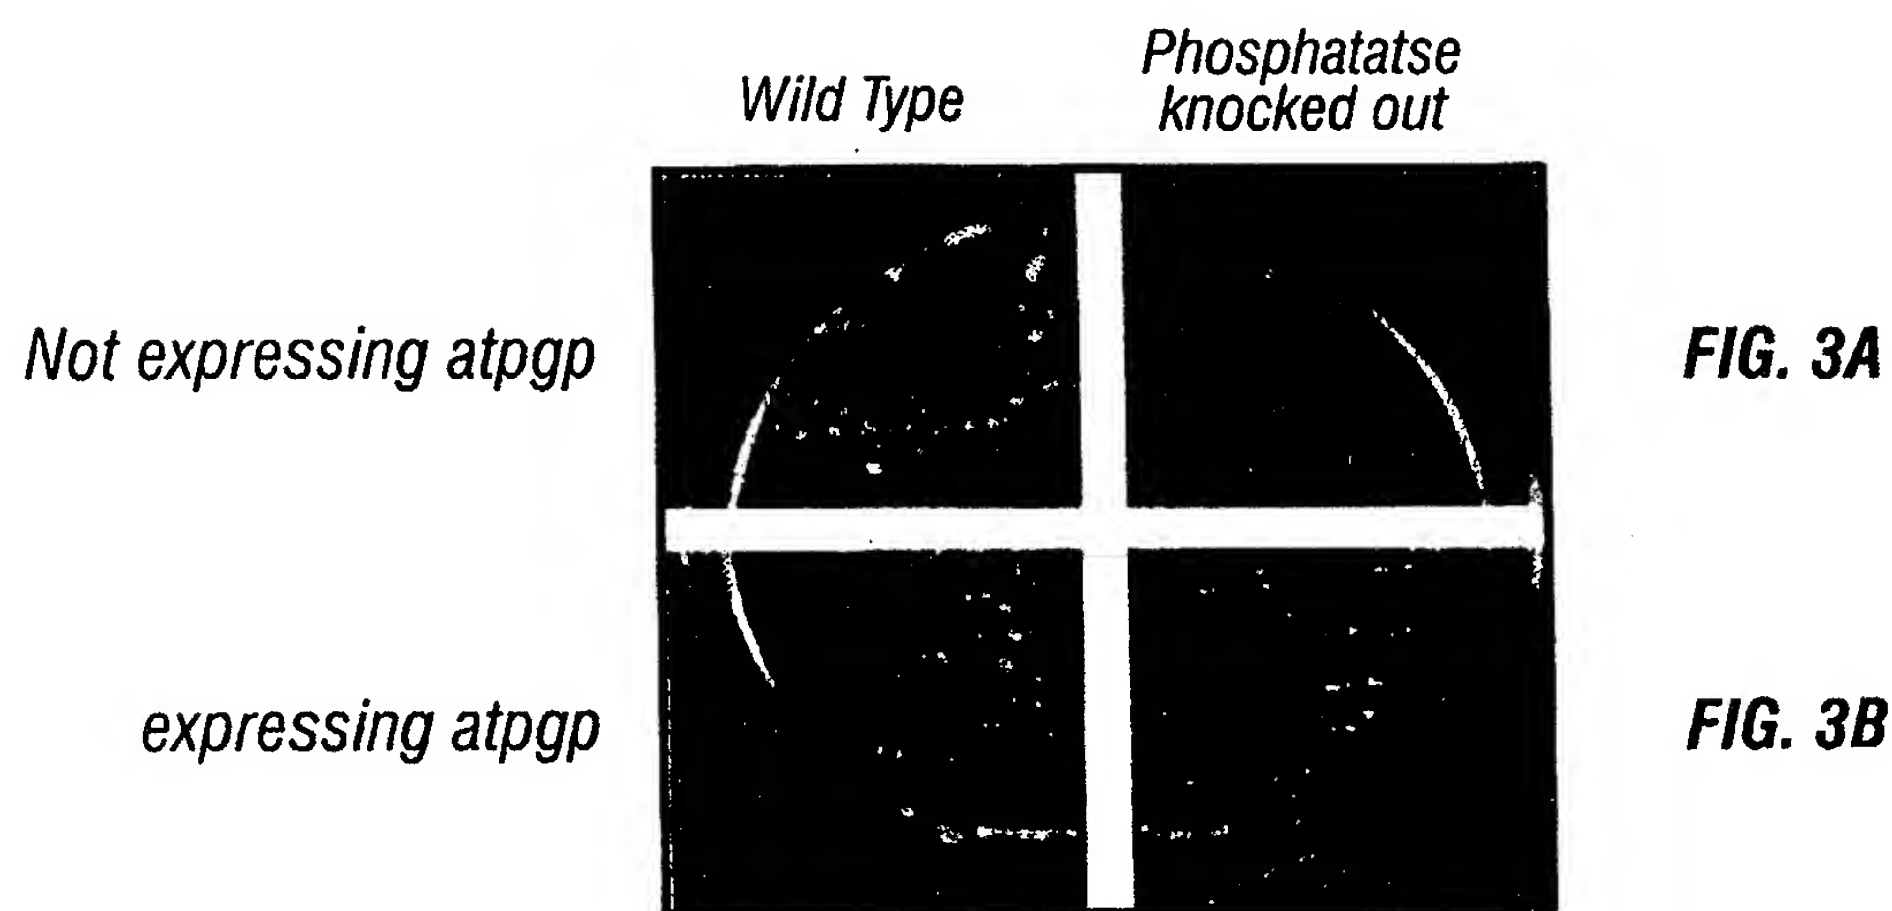 Wild Type
Phosphatatse
knocked out
Not expressing atpgp
FIG. 3A
expressing atpgp
FIG. 3B